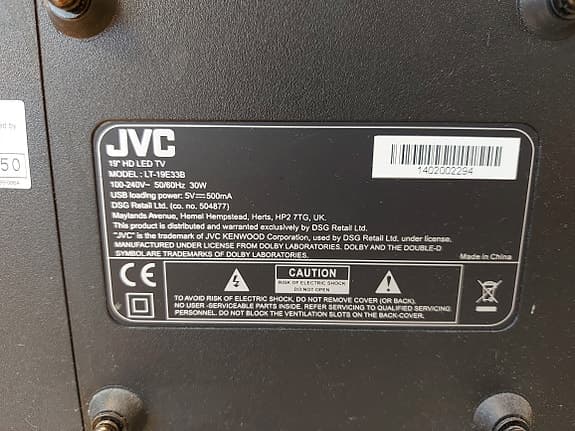 JVC
19" HD LED TV
MODEL : LT-19E33B
100-240V~ 50/60Hz 30W
USB loading power: 5V⎓500mA
DSG Retail Ltd. (co. no. 504877)
Maylands Avenue, Hemel Hempstead, Herts, HP2 7TG, UK.
This product is distributed and warranted exclusively by DSG Retail Ltd.
"JVC" is the trademark of JVC KENWOOD Corporation, used by DSG Retail Ltd. under license.
MANUFACTURED UNDER LICENSE FROM DOLBY LABORATORIES. DOLBY AND THE DOUBLE-D
SYMBOL ARE TRADEMARKS OF DOLBY LABORATORIES.
Made in China
1402002294
CE
CAUTION
RISK OF ELECTRIC SHOCK
DO NOT OPEN
TO AVOID RISK OF ELECTRIC SHOCK, DO NOT REMOVE COVER (OR BACK).
NO USER -SERVICEABLE PARTS INSIDE. REFER SERVICING TO QUALIFIED SERVICING
PERSONNEL. DO NOT BLOCK THE VENTILATION SLOTS ON THE BACK-COVER.
ed by
50